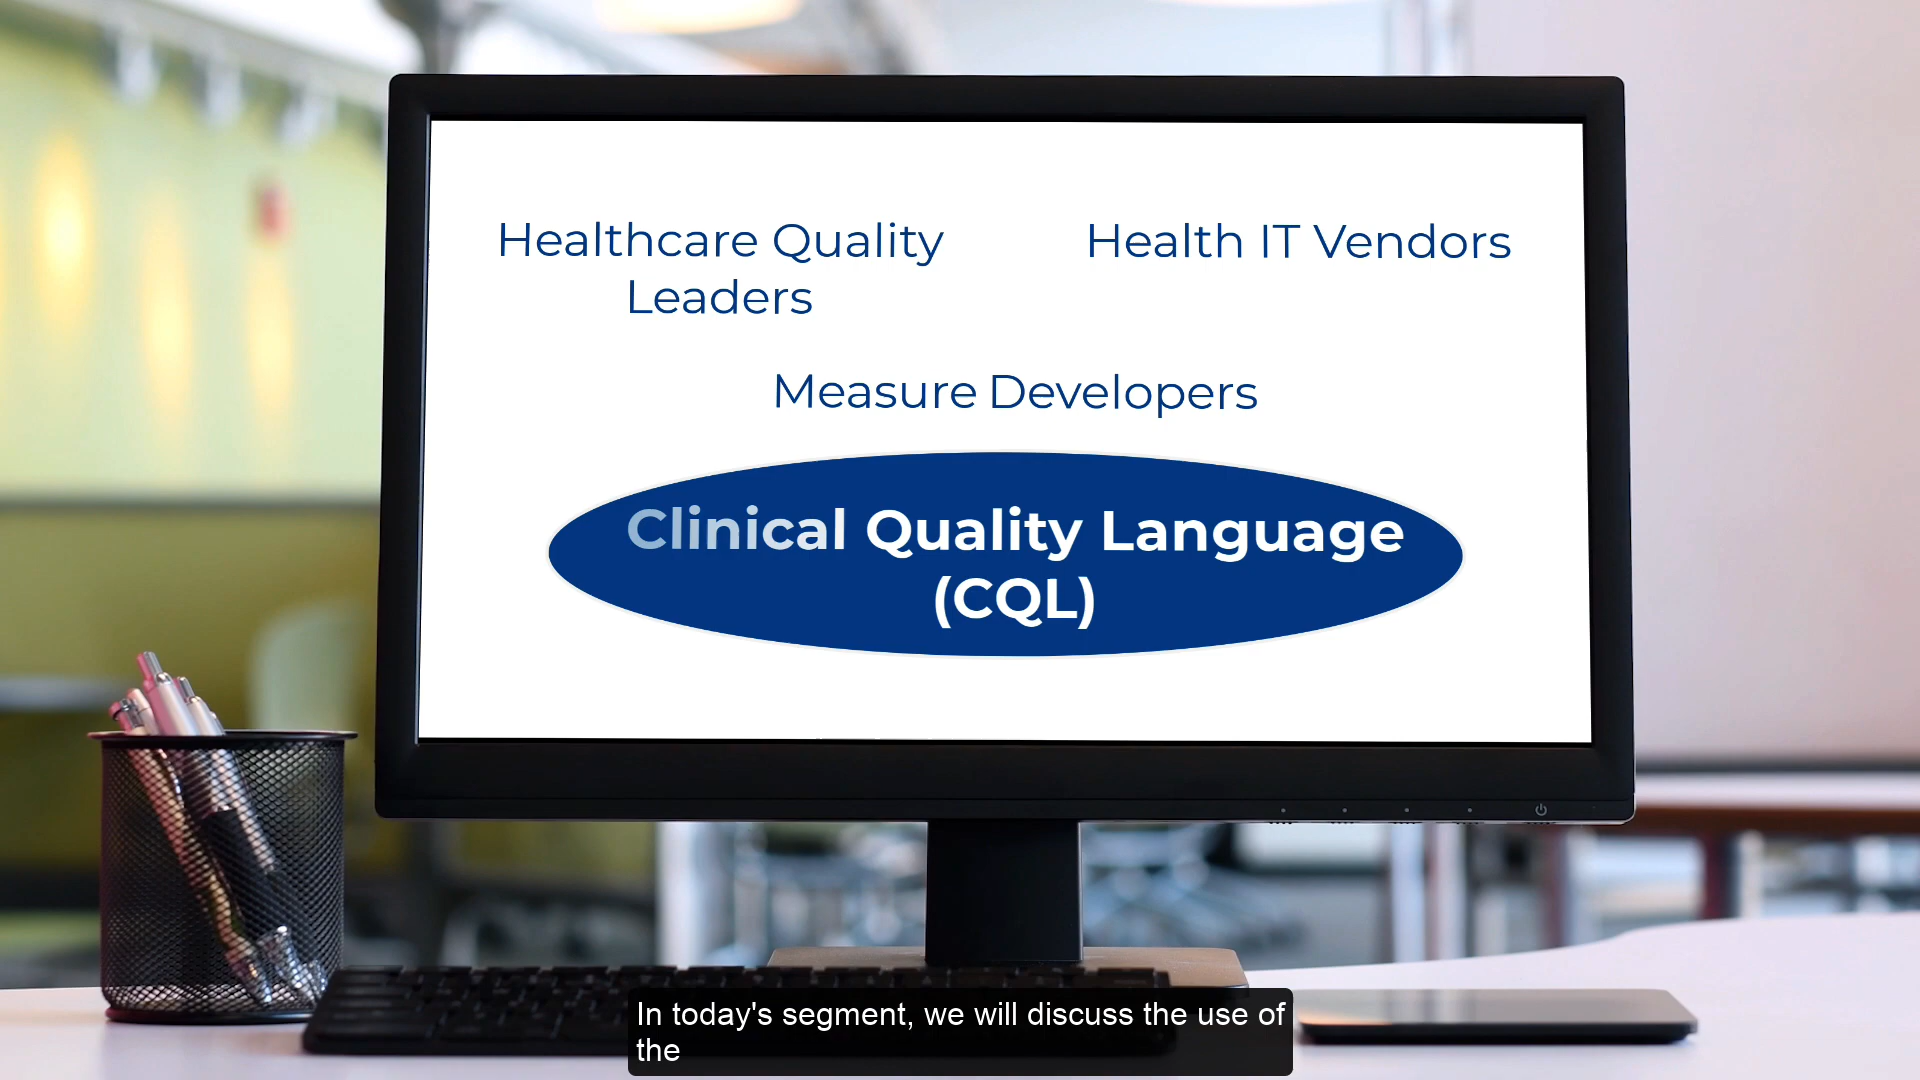 Healthcare Quality
Leaders
Health IT Vendors
Measure Developers
Clinical Quality Language
(CQL)
In today's segment, we will discuss the use of
the